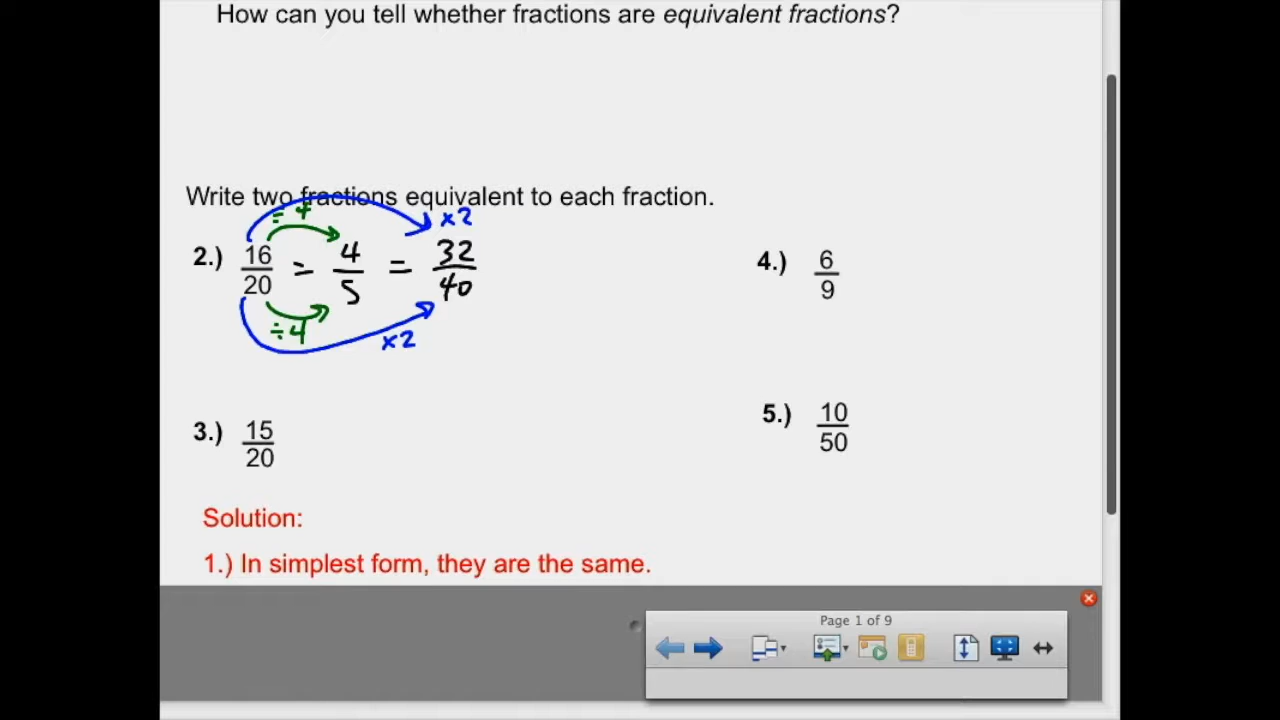 How can you tell whether fractions are equivalent fractions?
Write two fractions equivalent to each fraction.
÷ 4
×2
2.) 16/20 = 4/5 = 32/40
÷4
×2
4.) 6/9
3.) 15/20
5.) 10/50
Solution:
1.) In simplest form, they are the same.
Page 1 of 9